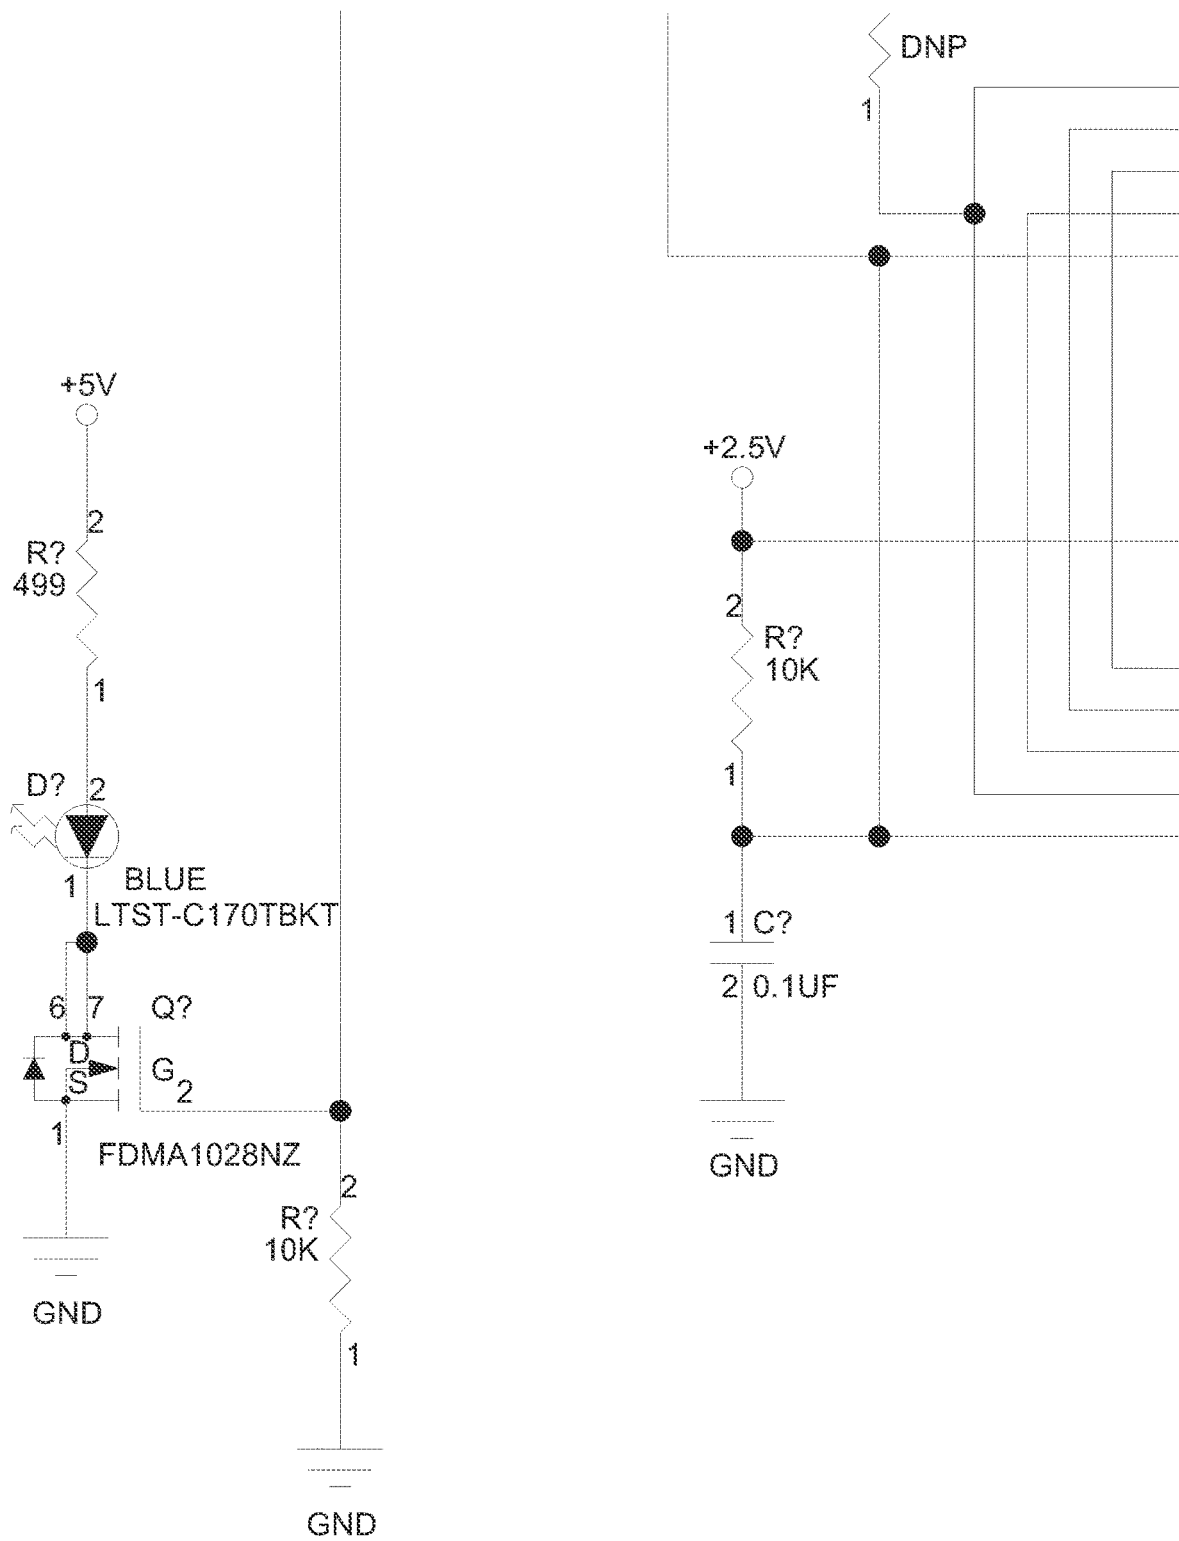 DNP
1
+5V
2
R?
499
1
D?
2
1
BLUE
LTST-C170TBKT
6
7
Q?
D
S
G
2
1
FDMA1028NZ
GND
2
R?
10K
1
GND
+2.5V
2
R?
10K
1
1
C?
2
0.1UF
GND